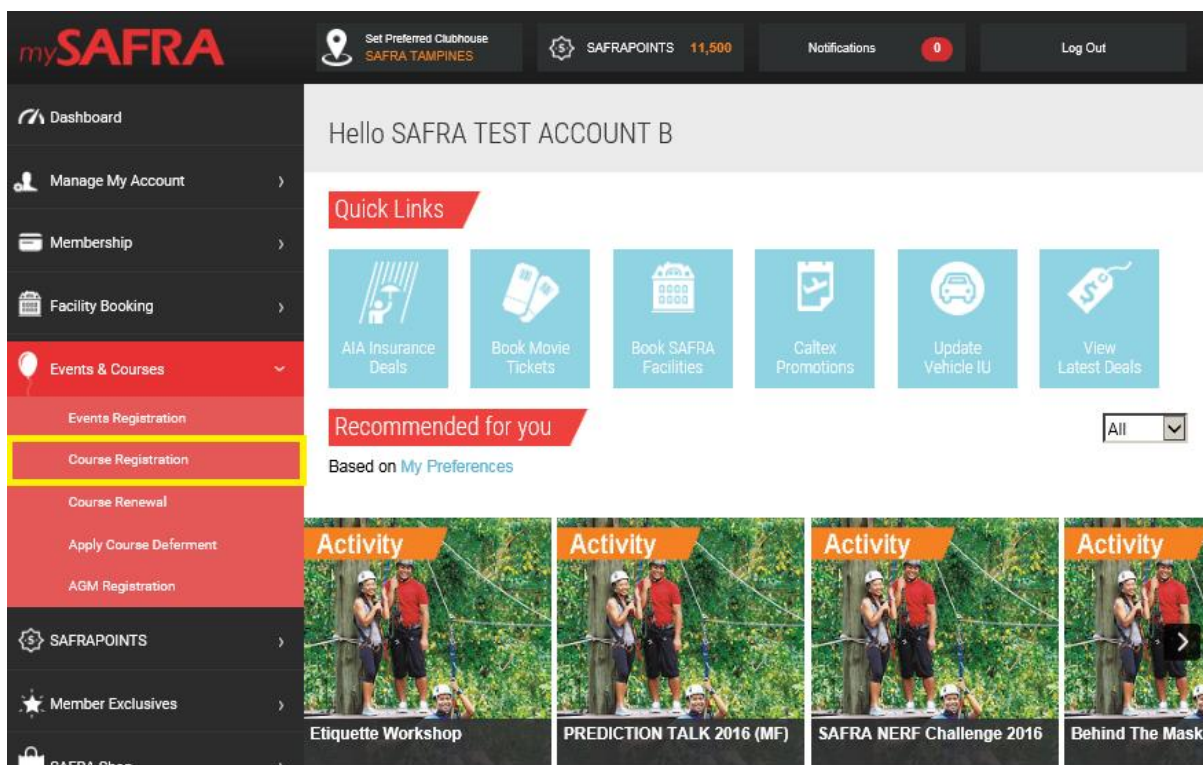 mySAFRA
Set Preferred Clubhouse
SAFRA TAMPINES
SAFRAPOINTS 11,500
Notifications 0
Log Out
Dashboard
Manage My Account
Membership
Facility Booking
Events & Courses
Events Registration
Course Registration
Course Renewal
Apply Course Deferment
AGM Registration
SAFRAPOINTS
Member Exclusives
SAFRA Shop
Hello SAFRA TEST ACCOUNT B
Quick Links
AIA Insurance
Deals
Book Movie
Tickets
Book SAFRA
Facilities
Caltex
Promotions
Update
Vehicle IU
View
Latest Deals
Recommended for you
All
Based on My Preferences
Activity
Etiquette Workshop
Activity
PREDICTION TALK 2016 (MF)
Activity
SAFRA NERF Challenge 2016
Activity
Behind The Mask